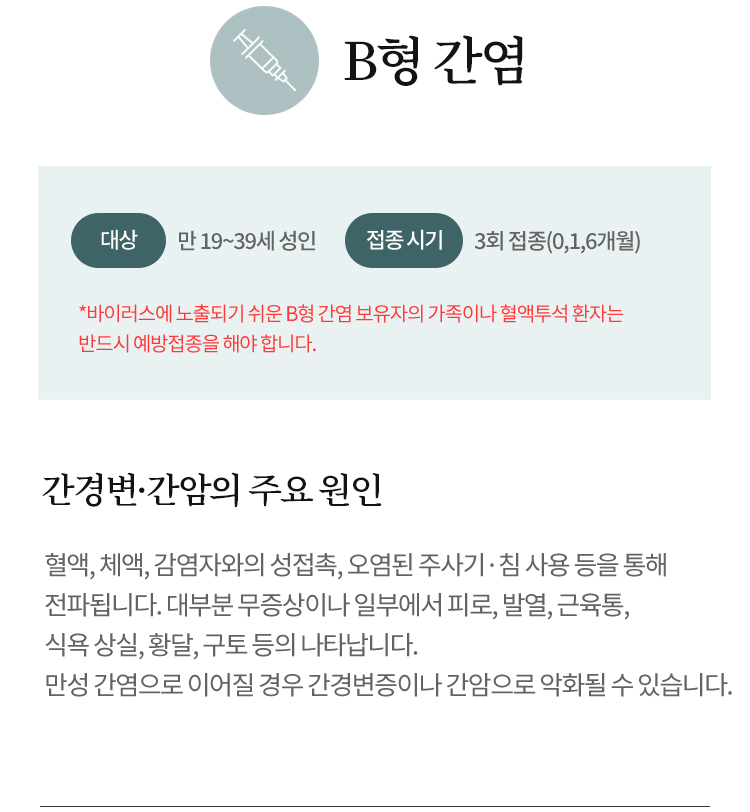 B형 간염
대상 만 19~39세 성인 접종 시기 3회 접종(0,1,6개월)
*바이러스에 노출되기 쉬운 B형 간염 보유자의 가족이나 혈액투석 환자는
반드시 예방접종을 해야 합니다.
간경변·간암의 주요 원인
혈액, 체액, 감염자와의 성접촉, 오염된 주사기·침 사용 등을 통해
전파됩니다. 대부분 무증상이나 일부에서 피로, 발열, 근육통,
식욕 상실, 황달, 구토 등의 나타납니다.
만성 간염으로 이어질 경우 간경변증이나 간암으로 악화될 수 있습니다.